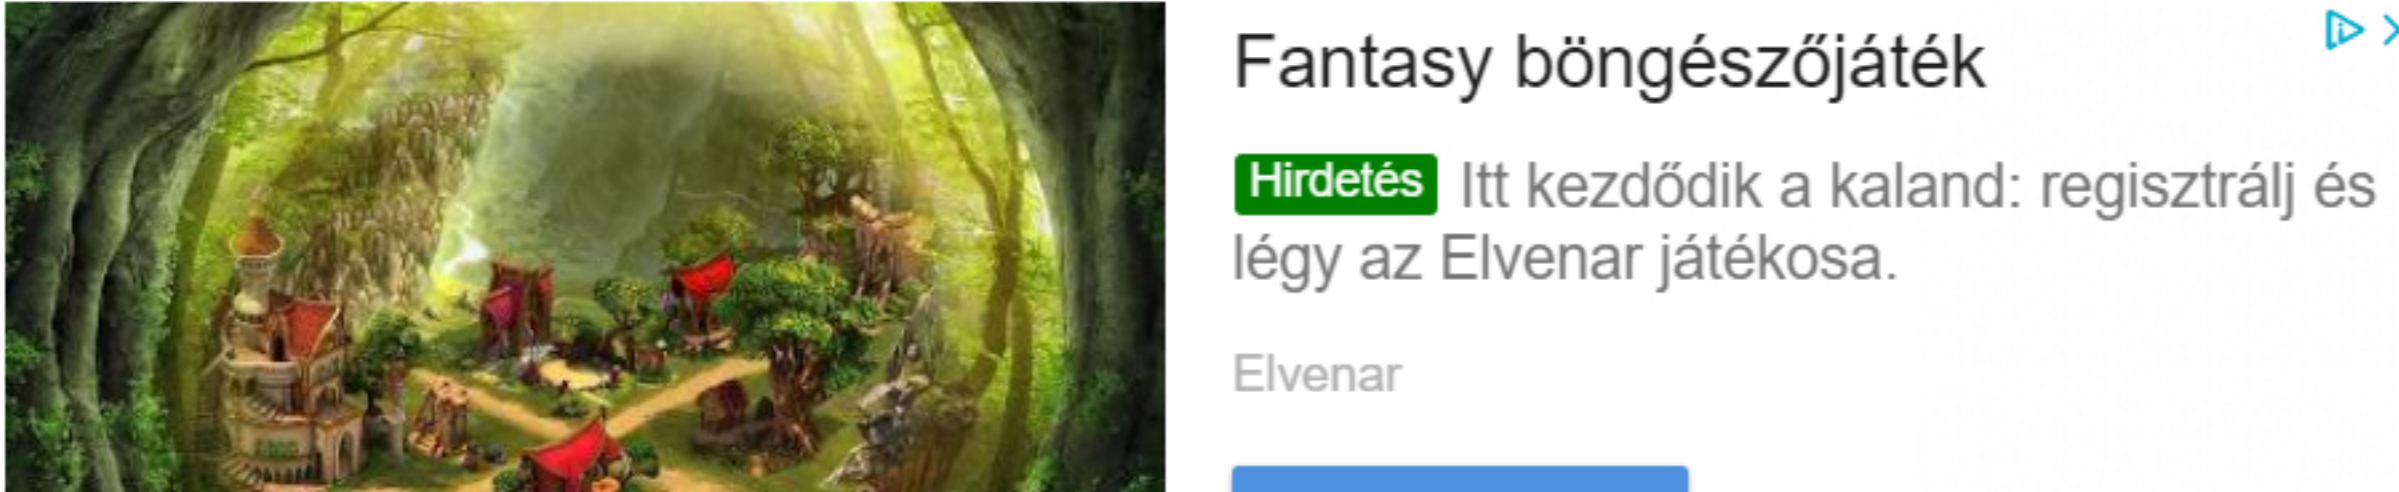 Fantasy böngészőjáték
Hirdetés Itt kezdődik a kaland: regisztrálj és
légy az Elvenar játékosa.
Elvenar